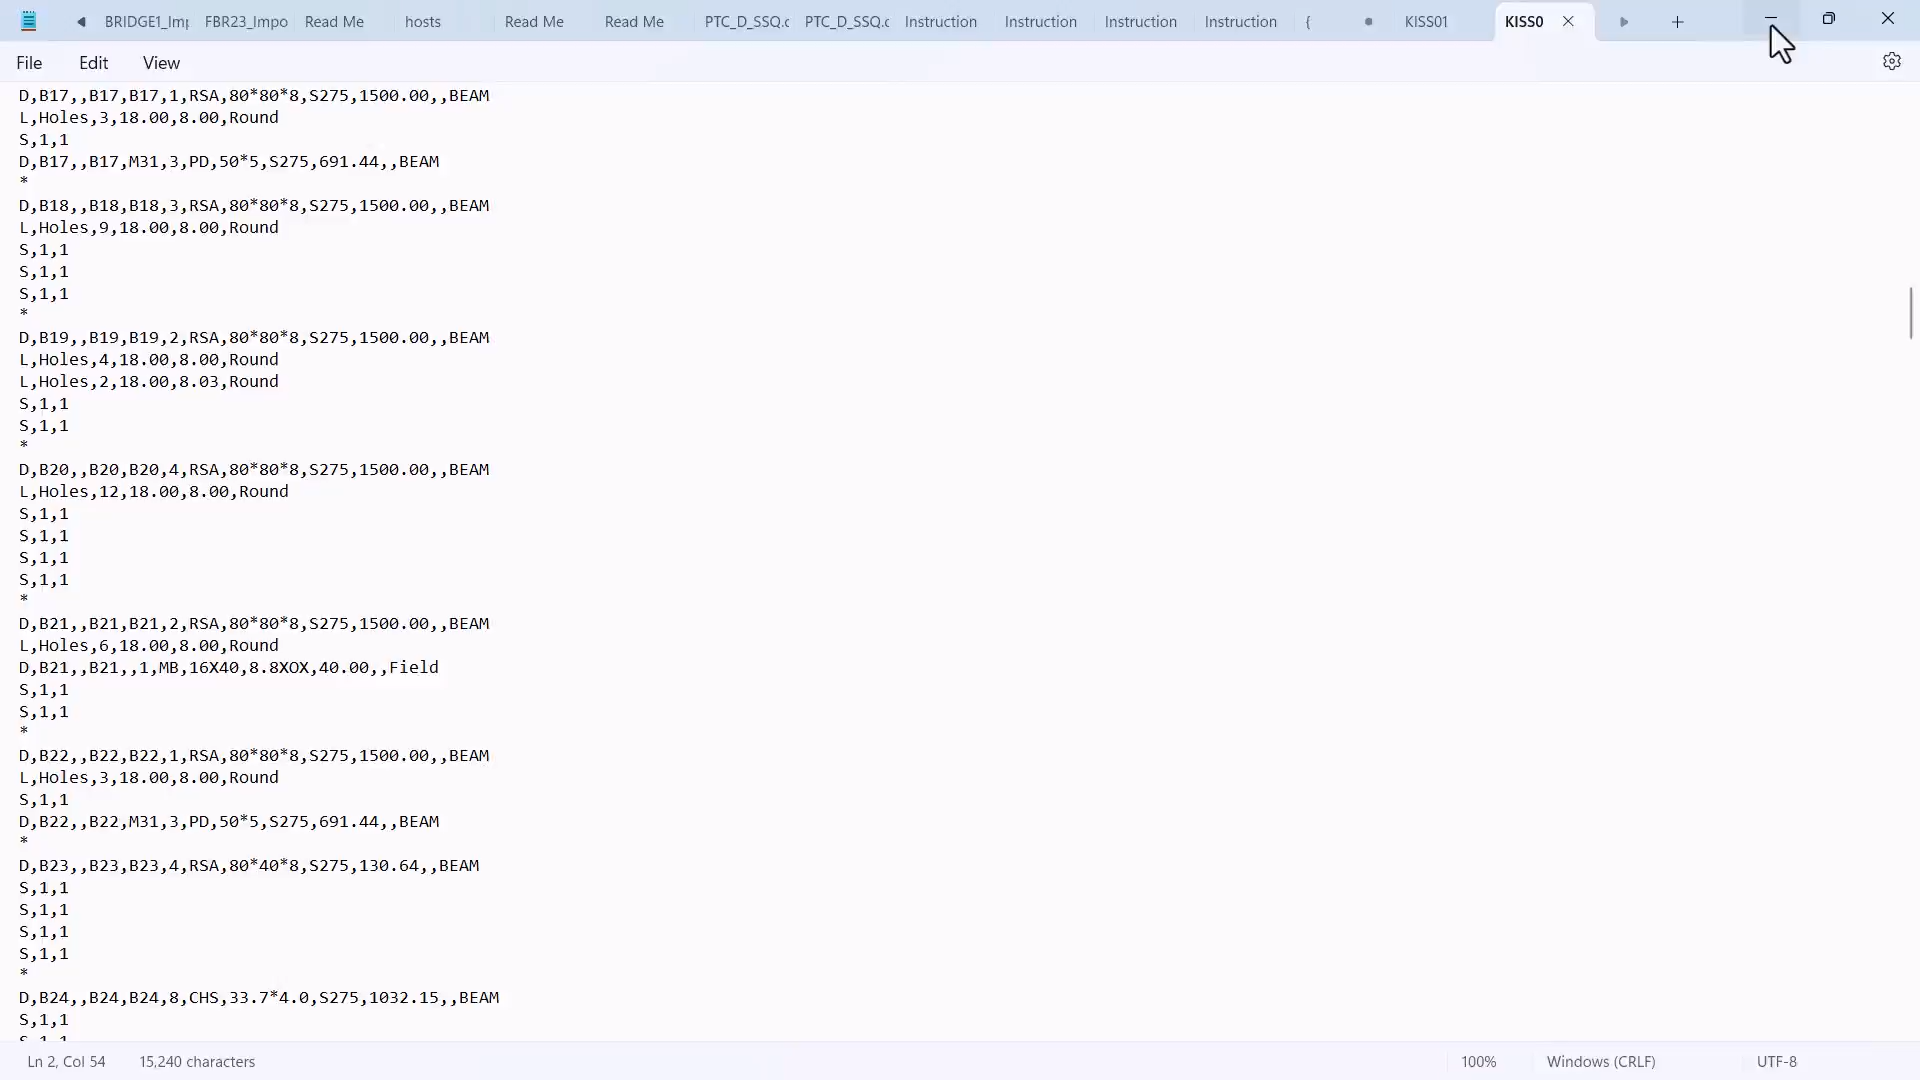 BRIDGE1_Imp FBR23_Impo Read Me hosts Read Me Read Me PTC_D_SSQ.c PTC_D_SSQ.c Instruction Instruction Instruction Instruction { KISS01 KISS0
File Edit View
D,B17,,B17,B17,1,RSA,80*80*8,S275,1500.00,,BEAM
L,Holes,3,18.00,8.00,Round
S,1,1
D,B17,,B17,M31,3,PD,50*5,S275,691.44,,BEAM
*
D,B18,,B18,B18,3,RSA,80*80*8,S275,1500.00,,BEAM
L,Holes,9,18.00,8.00,Round
S,1,1
S,1,1
S,1,1
*
D,B19,,B19,B19,2,RSA,80*80*8,S275,1500.00,,BEAM
L,Holes,4,18.00,8.00,Round
L,Holes,2,18.00,8.03,Round
S,1,1
S,1,1
*
D,B20,,B20,B20,4,RSA,80*80*8,S275,1500.00,,BEAM
L,Holes,12,18.00,8.00,Round
S,1,1
S,1,1
S,1,1
S,1,1
*
D,B21,,B21,B21,2,RSA,80*80*8,S275,1500.00,,BEAM
L,Holes,6,18.00,8.00,Round
D,B21,,B21,,1,MB,16X40,8.8XOX,40.00,,Field
S,1,1
S,1,1
*
D,B22,,B22,B22,1,RSA,80*80*8,S275,1500.00,,BEAM
L,Holes,3,18.00,8.00,Round
S,1,1
D,B22,,B22,M31,3,PD,50*5,S275,691.44,,BEAM
*
D,B23,,B23,B23,4,RSA,80*40*8,S275,130.64,,BEAM
S,1,1
S,1,1
S,1,1
S,1,1
*
D,B24,,B24,B24,8,CHS,33.7*4.0,S275,1032.15,,BEAM
S,1,1
Ln 2, Col 54 15,240 characters 100% Windows (CRLF) UTF-8